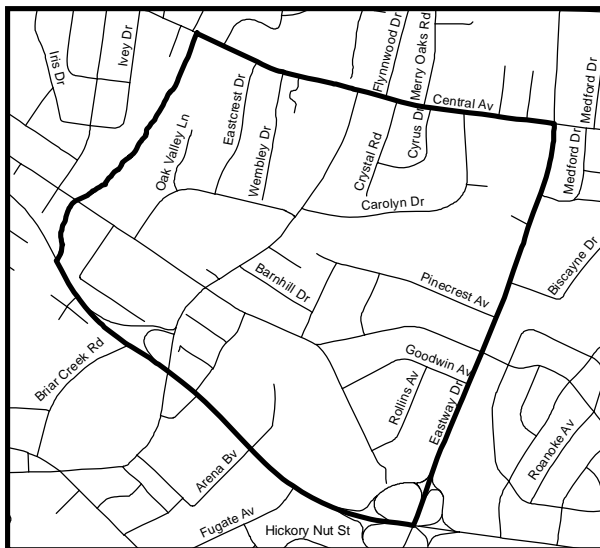 Iris Dr
Ivey Dr
Flynnwood Dr
Merry Oaks Rd
Medford Dr
Central Av
Oak Valley Ln
Eastcrest Dr
Wembley Dr
Crystal Rd
Cyrus Dr
Medford Dr
Carolyn Dr
Barnhill Dr
Pinecrest Av
Biscayne Dr
Briar Creek Rd
Goodwin Av
Rollins Av
Eastway Dr
Roanoke Av
Arena Bv
Fugate Av
Hickory Nut St